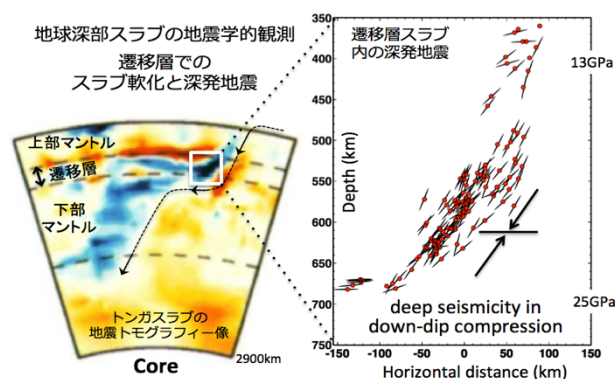 地球深部スラブの地震学的観測
遷移層での
スラブ軟化と深発地震
上部マントル
遷移層
下部
マントル
トンガスラブの
地震トモグラフィー像
Core
2900km
遷移層スラブ
内の深発地震
13GPa
25GPa
deep seismicity in
down-dip compression
Depth (km)
350
400
450
500
550
600
650
700
750
-150
-100
-50
0
50
100
150
Horizontal distance (km)